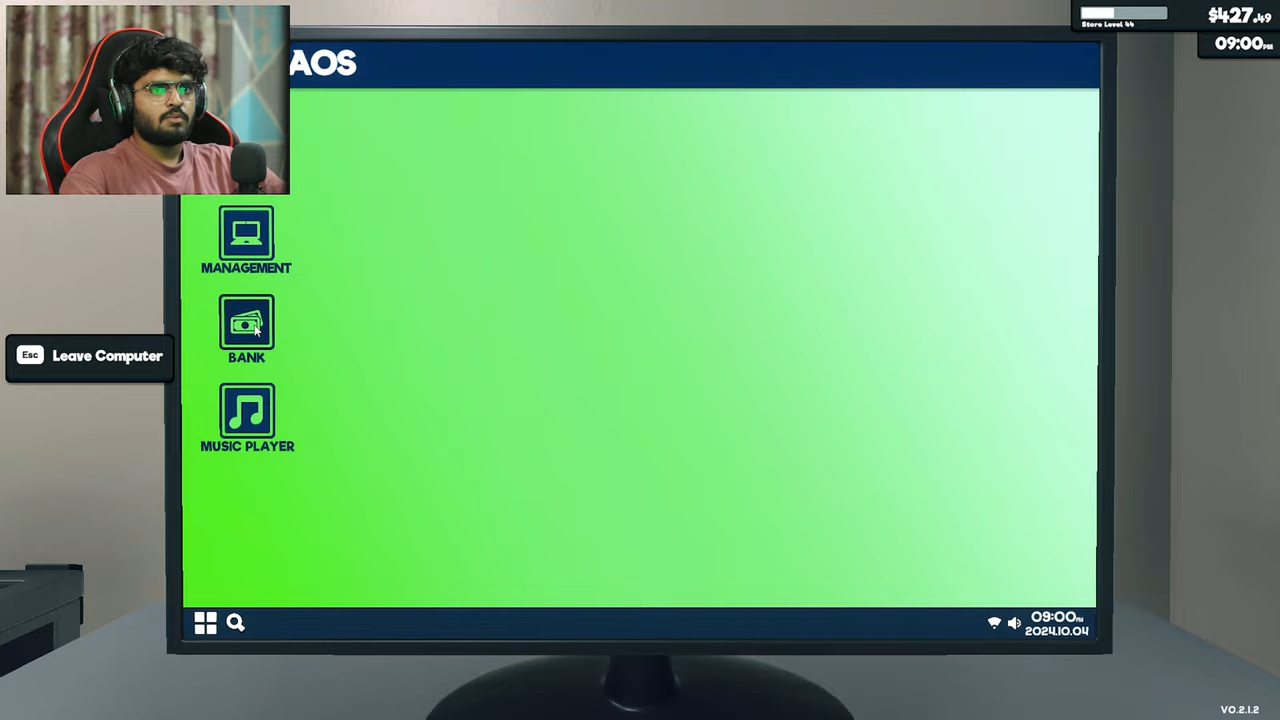 $427.49
Store Level 44
09:00PM
AOS
MANAGEMENT
BANK
Esc Leave Computer
MUSIC PLAYER
09:00PM
2024.10.04
V0.2.1.2